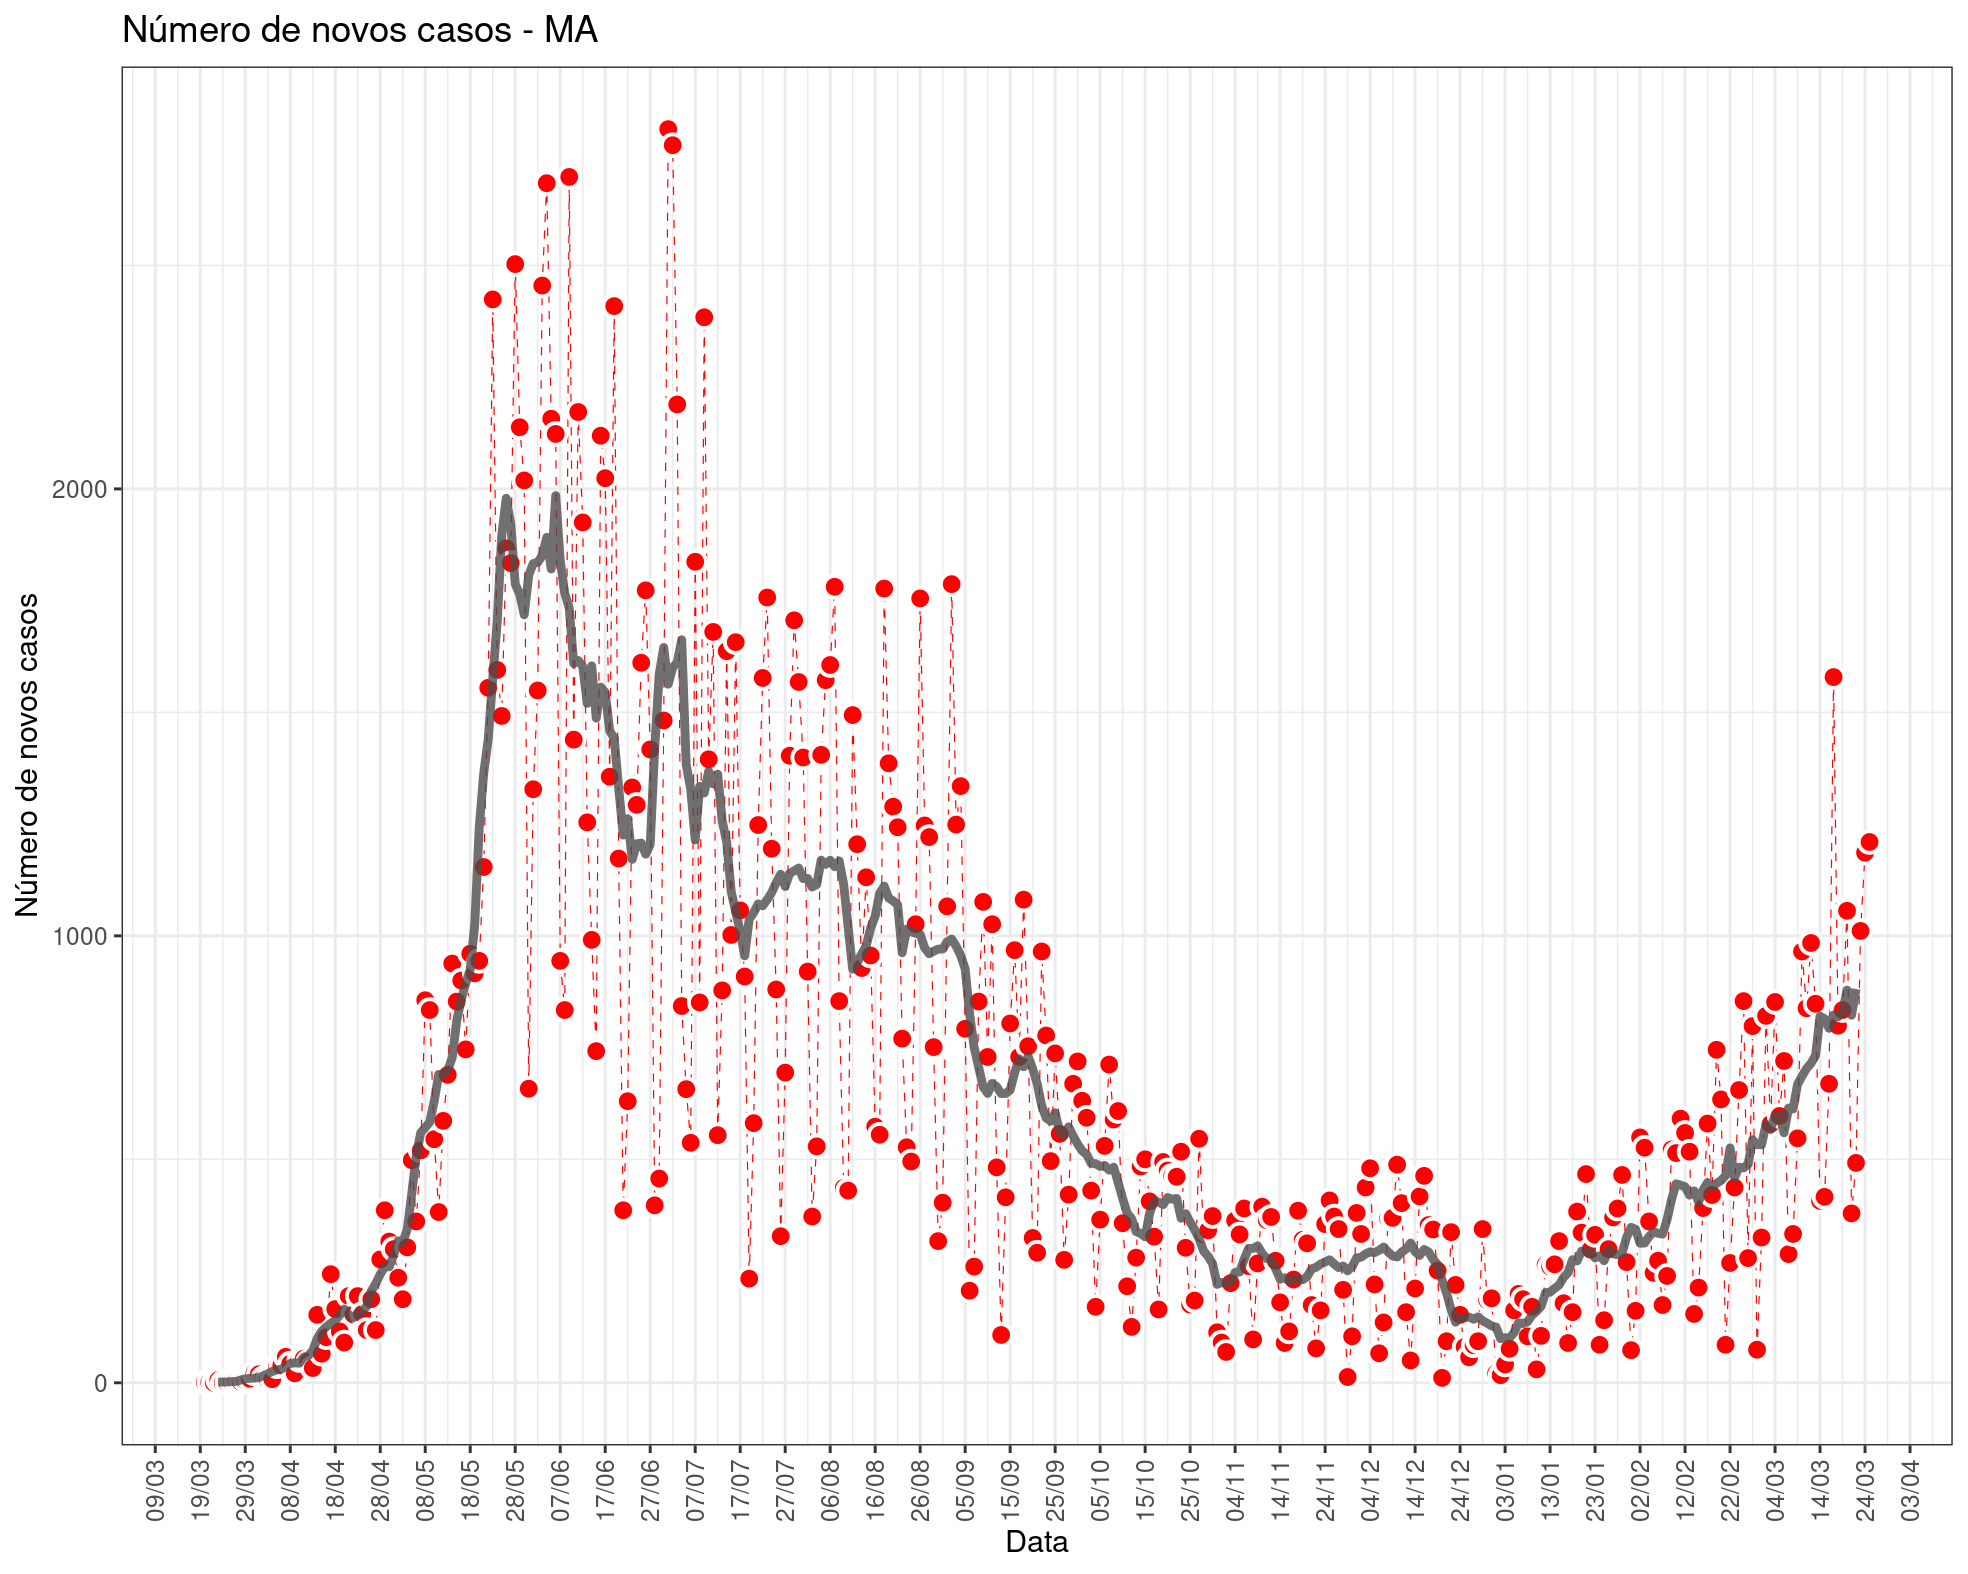 Número de novos casos - MA
Número de novos casos
2000
1000
0
09/03 19/03 29/03 08/04 18/04 28/04 08/05 18/05 28/05 07/06 17/06 27/06 07/07 17/07 27/07 06/08 16/08 26/08 05/09 15/09 25/09 05/10 15/10 25/10 04/11 14/11 24/11 04/12 14/12 24/12 03/01 13/01 23/01 02/02 12/02 22/02 04/03 14/03 24/03 03/04
Data